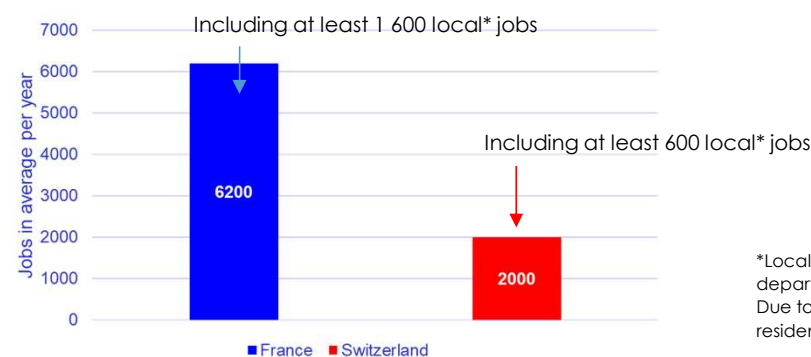 Including at least 1 600 local* jobs
7000
6000
5000
4000
3000
2000
1000
0
Jobs in average per year
6200
Including at least 600 local* jobs
2000
*Local
depar
Due to
resider
France Switzerland